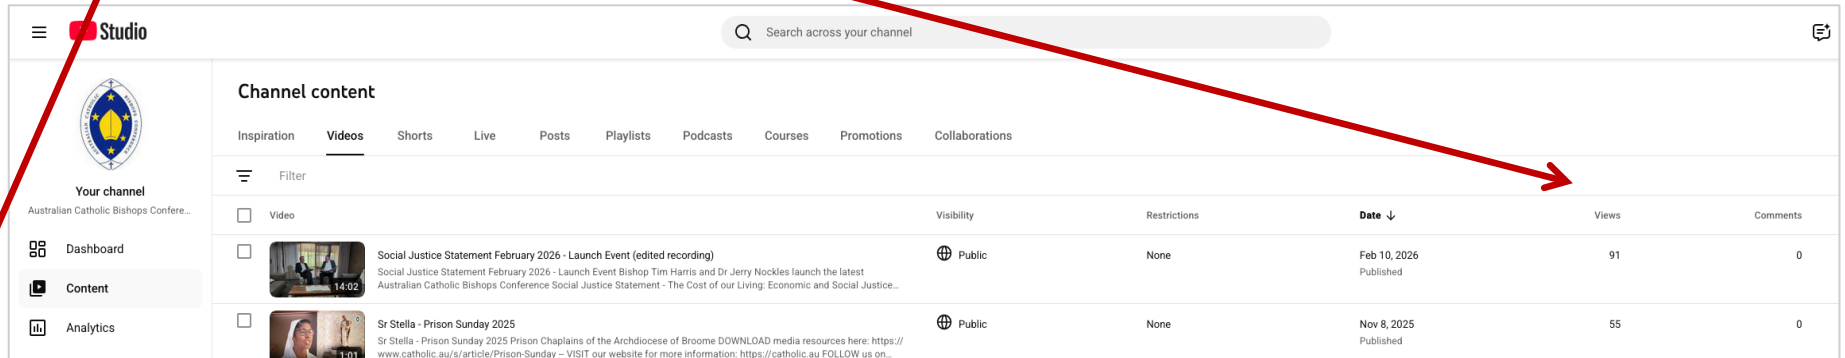 Studio
Search across your channel
Channel content
Inspiration Videos Shorts Live Posts Playlists Podcasts Courses Promotions Collaborations
Your channel
Australian Catholic Bishops Confere...
Filter
Video Visibility Restrictions Date Views Comments
Dashboard
Content
Analytics
Social Justice Statement February 2026 - Launch Event (edited recording) Public None Feb 10, 2026 91 0
Social Justice Statement February 2026 - Launch Event Bishop Tim Harris and Dr Jerry Nockles launch the latest Published
14:02 Australian Catholic Bishops Conference Social Justice Statement - The Cost of our Living: Economic and Social Justice...
Sr Stella - Prison Sunday 2025 Public None Nov 8, 2025 55 0
Sr Stella - Prison Sunday 2025 Prison Chaplains of the Archdiocese of Broome DOWNLOAD media resources here: https:// Published
1:01 www.catholic.au/s/article/Prison-Sunday -- VISIT our website for more information: https://catholic.au FOLLOW us on...